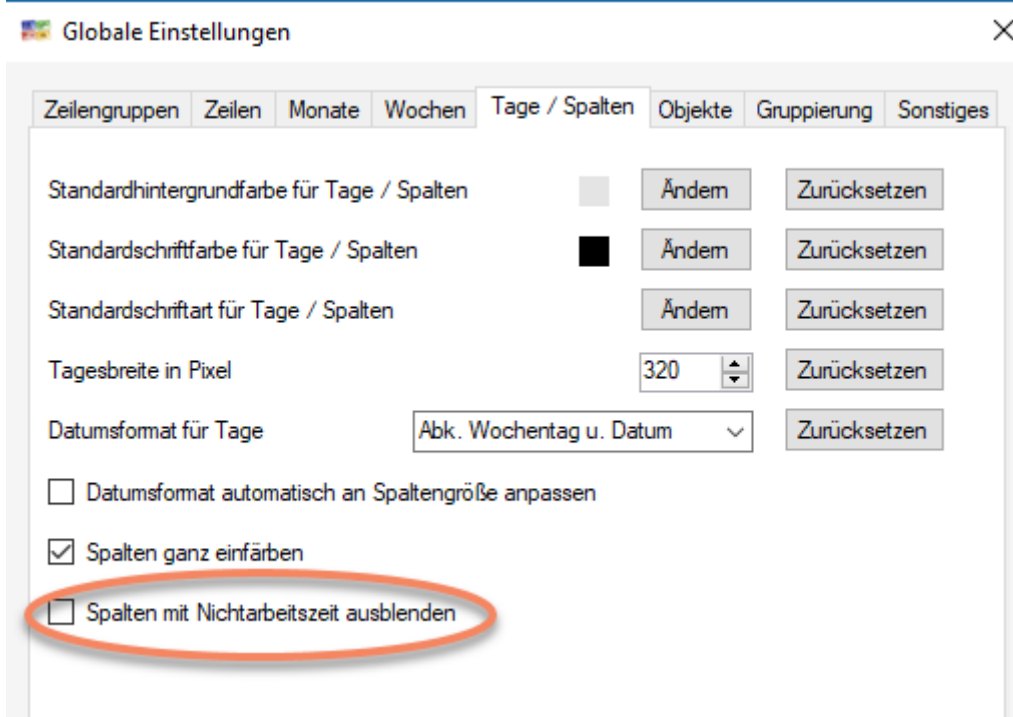 Globale Einstellungen
Zeilengruppen Zeilen Monate Wochen Tage / Spalten Objekte Gruppierung Sonstiges
Standardhintergrundfarbe für Tage / Spalten Ändern Zurücksetzen
Standardschriftfarbe für Tage / Spalten Ändern Zurücksetzen
Standardschriftart für Tage / Spalten Ändern Zurücksetzen
Tagesbreite in Pixel 320 Zurücksetzen
Datumsformat für Tage Abk. Wochentag u. Datum Zurücksetzen
Datumsformat automatisch an Spaltengröße anpassen
Spalten ganz einfärben
Spalten mit Nichtarbeitszeit ausblenden